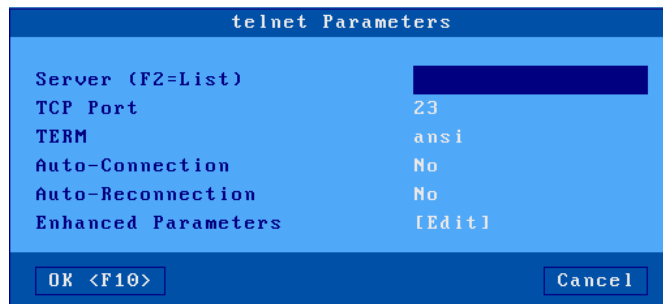 telnet Parameters
Server (F2=List)
TCP Port 23
TERM ansi
Auto-Connection No
Auto-Reconnection No
Enhanced Parameters [Edit]
OK <F10> Cancel